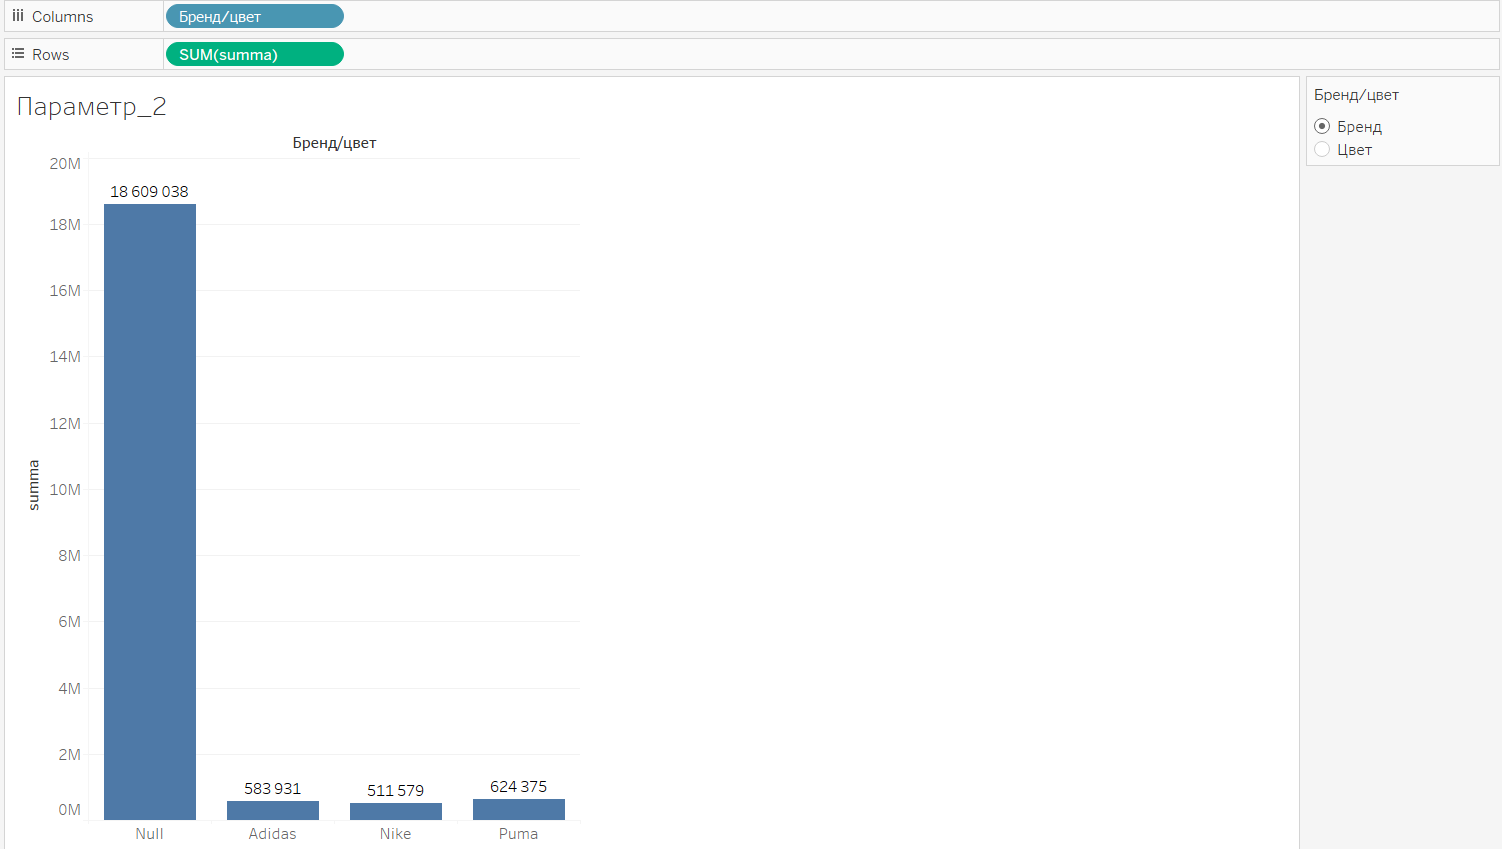 Columns
Бренд/цвет
Rows
SUM(summa)
Параметр_2
Бренд/цвет
20M
18M
16M
14M
12M
10M
8M
6M
4M
2M
0M
summa
18 609 038
583 931
511 579
624 375
Null
Adidas
Nike
Puma
Бренд/цвет
Бренд
Цвет